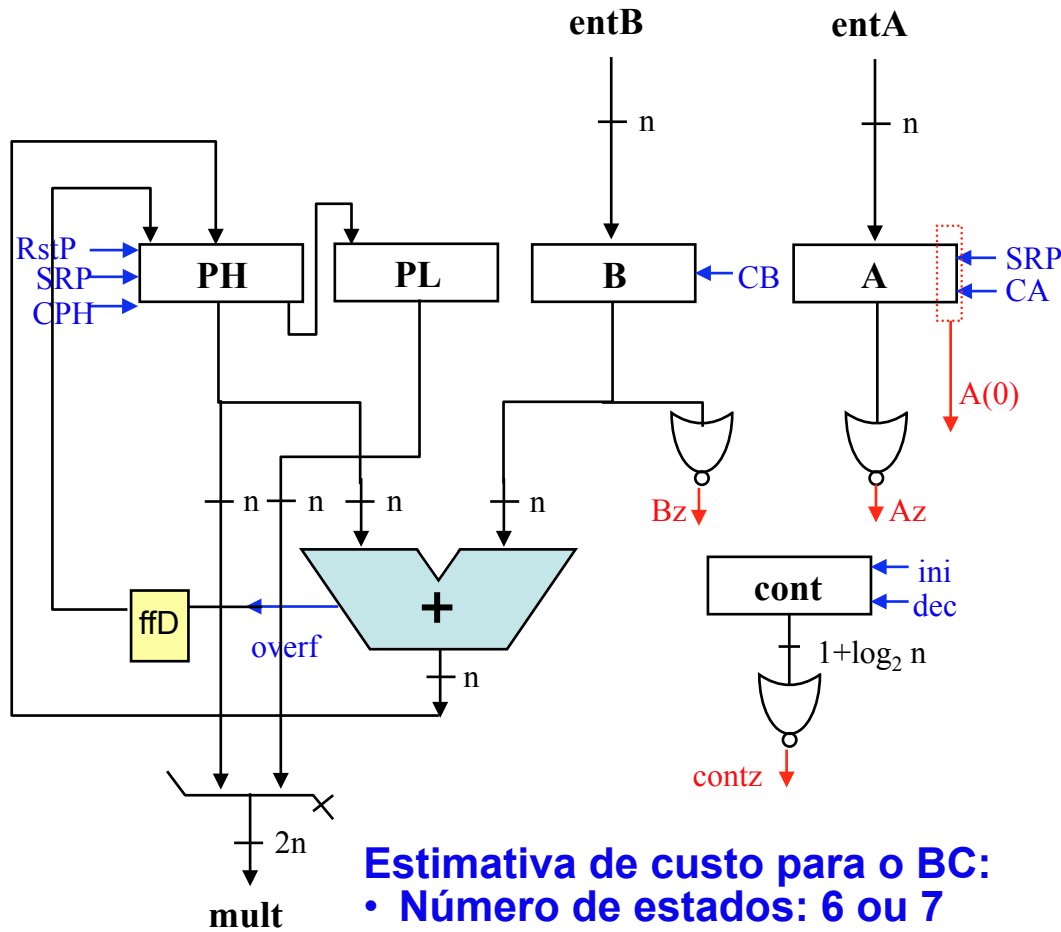 entB
entA
n
n
RstP
SRP
CPH
PH
PL
B
CB
A
SRP
CA
A(0)
n
n
n
n
Bz
Az
+
ffD
overf
cont
ini
dec
n
1+log₂ n
contz
2n
mult
Estimativa de custo para o BC:
• Número de estados: 6 ou 7